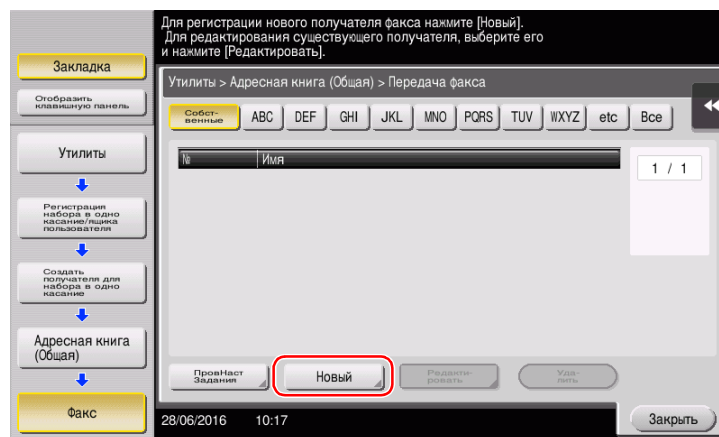 Для регистрации нового получателя факса нажмите [Новый].
Для редактирования существующего получателя, выберите его
и нажмите [Редактировать].
Закладка
Отобразить
клавишную панель
Утилиты
Регистрация
набора в одно
касание/ящика
пользователя
Создать
получателя для
набора в одно
касание
Адресная книга
(Общая)
Факс
Утилиты > Адресная книга (Общая) > Передача факса
Собст-
венные
ABC DEF GHI JKL MNO PQRS TUV WXYZ etc Все
№ Имя
1 / 1
ПровНаст
Задания
Новый
Редакти-
ровать
Уда-
лить
28/06/2016 10:17
Закрыть